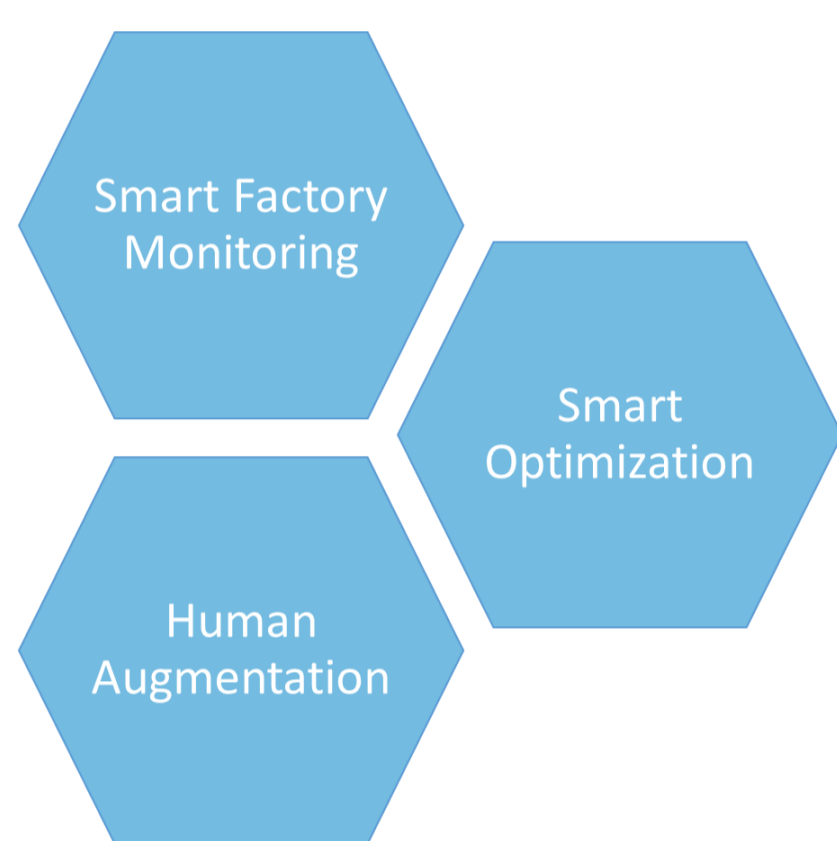 Smart Factory
Monitoring
Smart
Optimization
Human
Augmentation